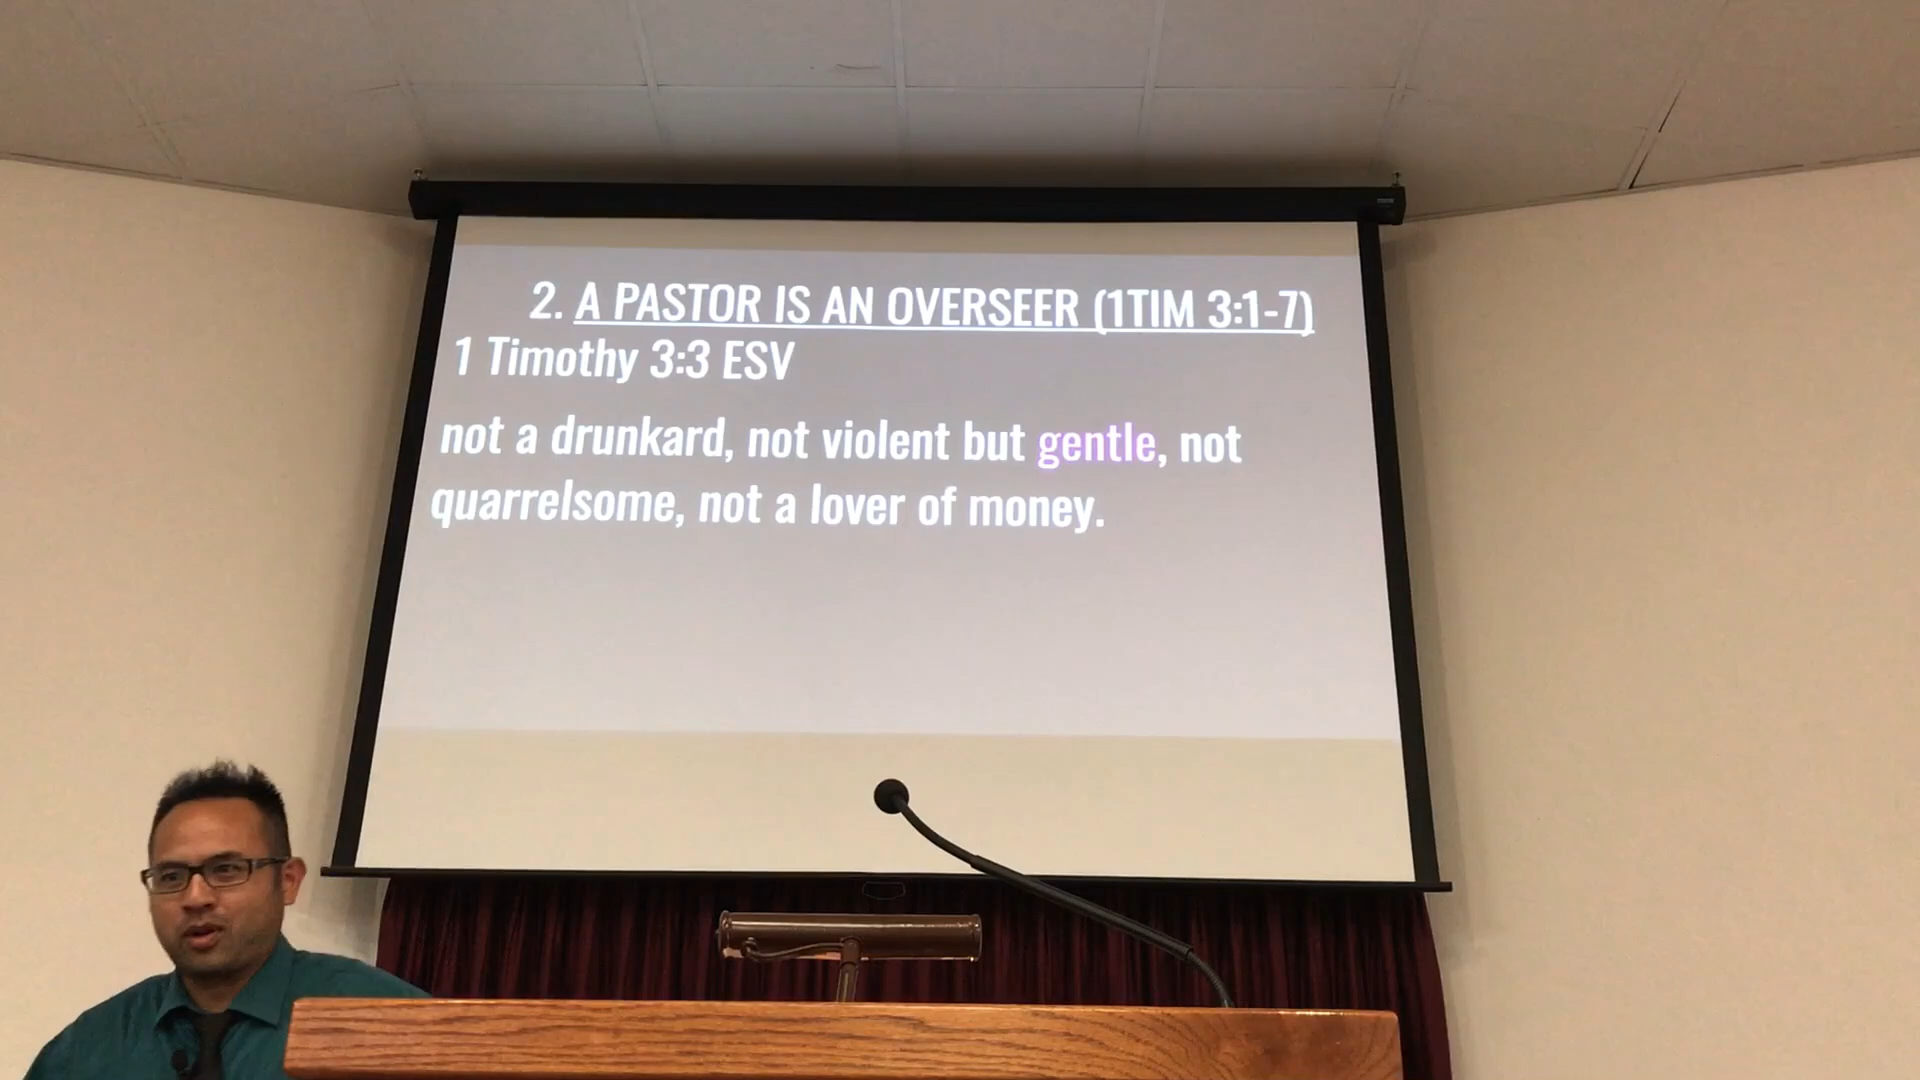 2. A PASTOR IS AN OVERSEER (1TIM 3:1-7)
1 Timothy 3:3 ESV
not a drunkard, not violent but gentle, not
quarrelsome, not a lover of money.